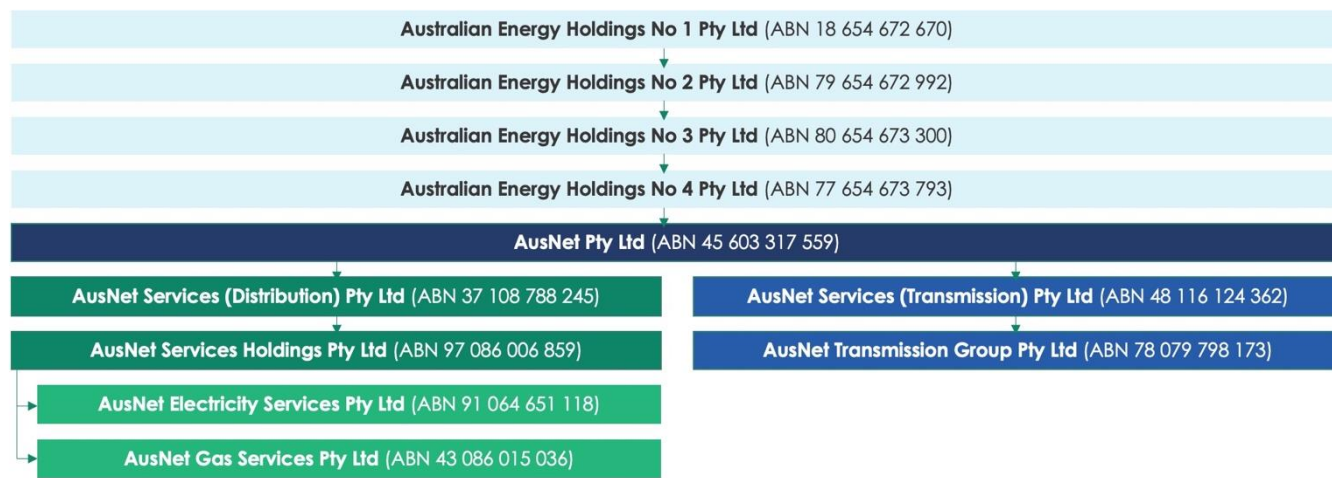 Australian Energy Holdings No 1 Pty Ltd (ABN 18 654 672 670)
Australian Energy Holdings No 2 Pty Ltd (ABN 79 654 672 992)
Australian Energy Holdings No 3 Pty Ltd (ABN 80 654 673 300)
Australian Energy Holdings No 4 Pty Ltd (ABN 77 654 673 793)
AusNet Pty Ltd (ABN 45 603 317 559)
AusNet Services (Distribution) Pty Ltd (ABN 37 108 788 245)
AusNet Services (Transmission) Pty Ltd (ABN 48 116 124 362)
AusNet Services Holdings Pty Ltd (ABN 97 086 006 859)
AusNet Transmission Group Pty Ltd (ABN 78 079 798 173)
AusNet Electricity Services Pty Ltd (ABN 91 064 651 118)
AusNet Gas Services Pty Ltd (ABN 43 086 015 036)